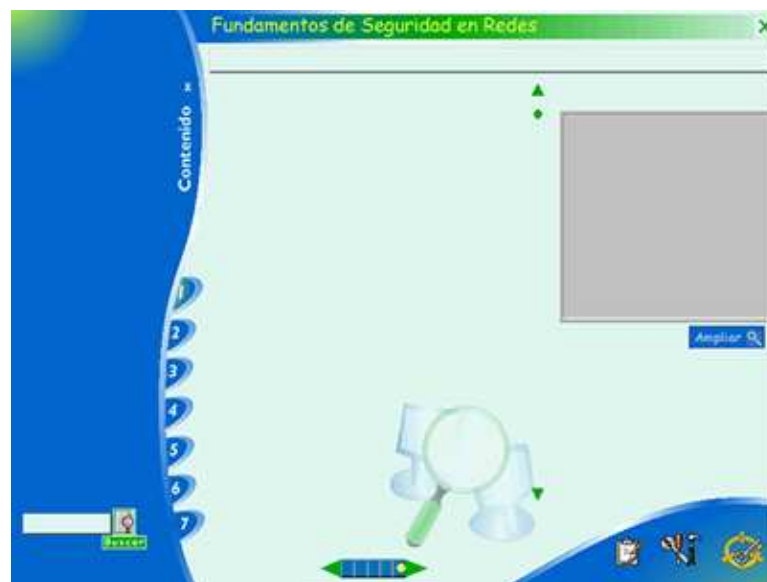 Fundamentos de Seguridad en Redes
x
Contenido x
1
2
3
4
5
6
7
Ampliar
Buscar